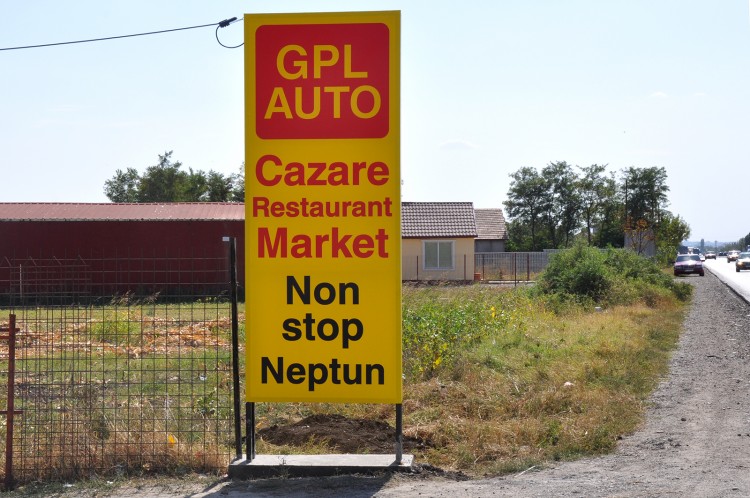 GPL
AUTO
Cazare
Restaurant
Market
Non
stop
Neptun